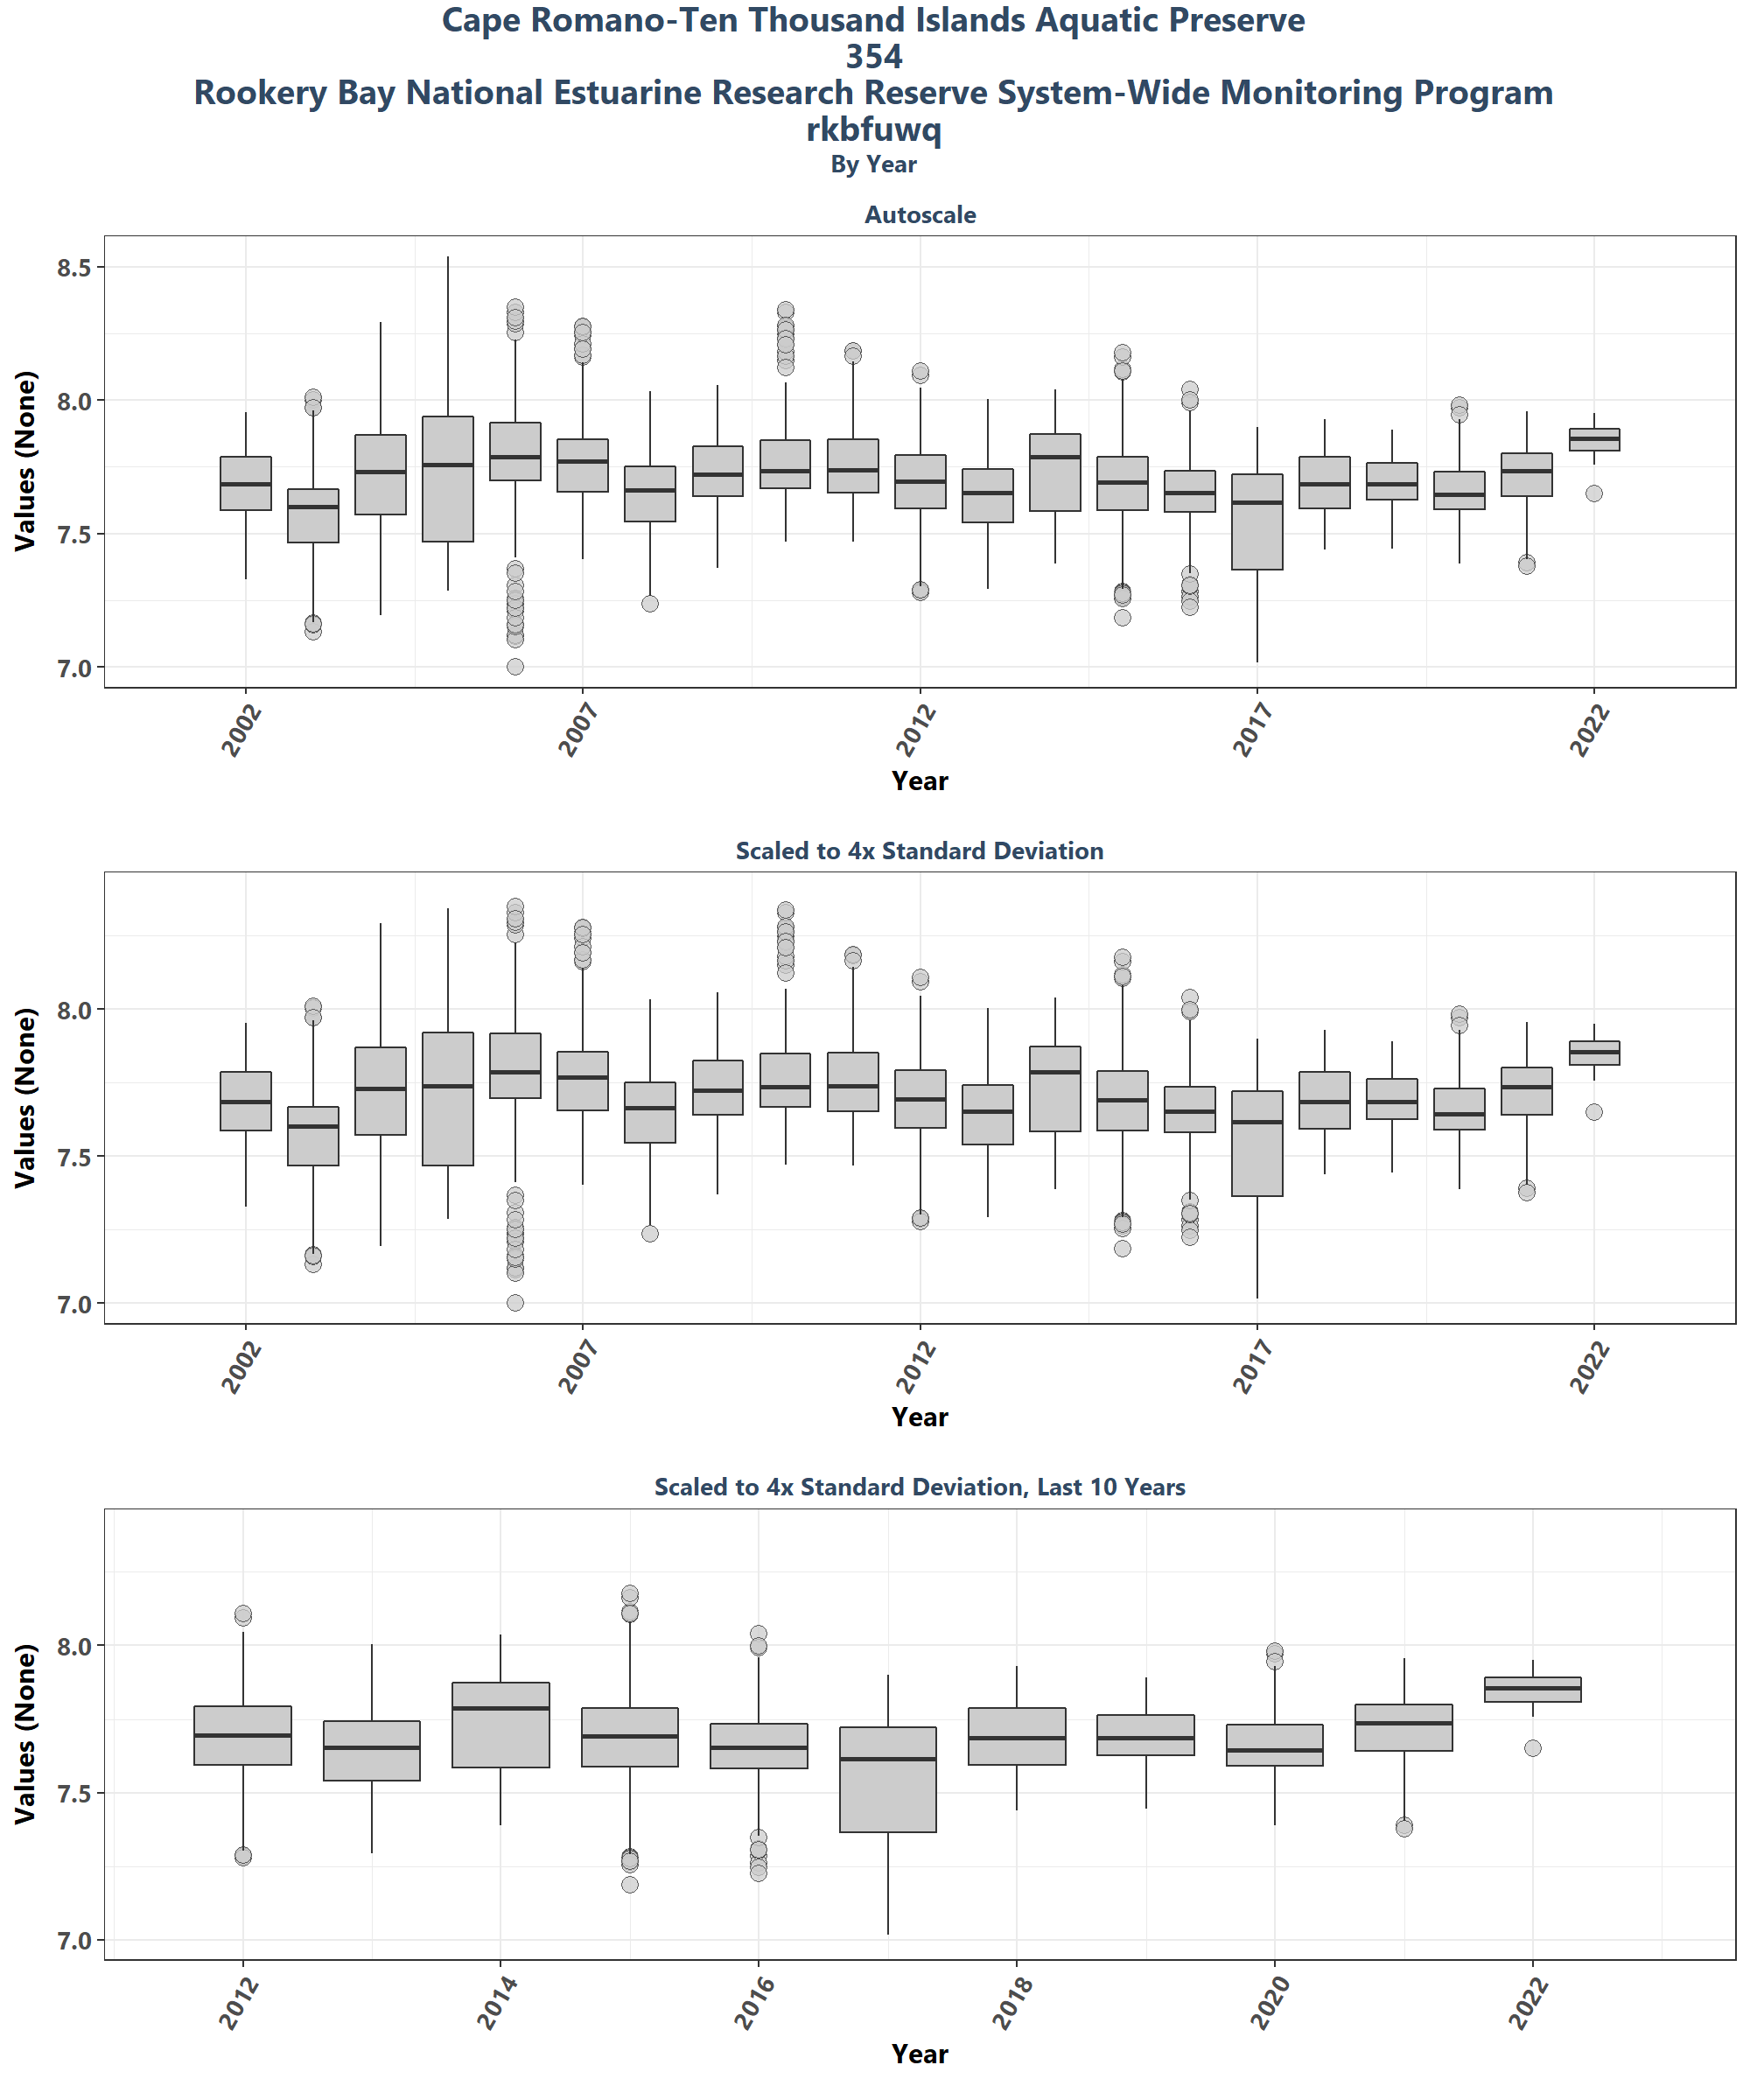 Cape Romano-Ten Thousand Islands Aquatic Preserve
354
Rookery Bay National Estuarine Research Reserve System-Wide Monitoring Program
rkbfuwq
By Year
Autoscale
Values (None)
8.5
8.0
7.5
7.0
2002 2007 2012 2017 2022
Year
Scaled to 4x Standard Deviation
Values (None)
8.0
7.5
7.0
2002 2007 2012 2017 2022
Year
Scaled to 4x Standard Deviation, Last 10 Years
Values (None)
8.0
7.5
7.0
2012 2014 2016 2018 2020 2022
Year